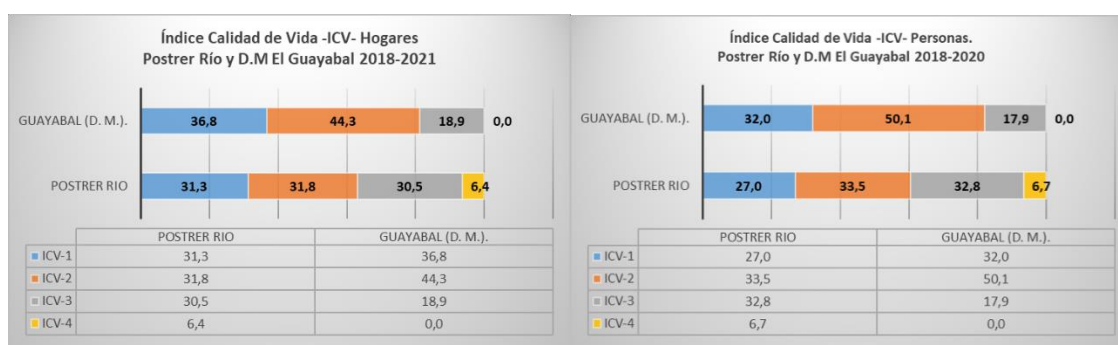 Índice Calidad de Vida -ICV- Hogares
Postrer Río y D.M El Guayabal 2018-2021
GUAYABAL (D. M.). 36,8 44,3 18,9 0,0
POSTRER RIO 31,3 31,8 30,5 6,4
POSTRER RIO GUAYABAL (D. M.).
ICV-1 31,3 36,8
ICV-2 31,8 44,3
ICV-3 30,5 18,9
ICV-4 6,4 0,0
Índice Calidad de Vida -ICV- Personas.
Postrer Río y D.M El Guayabal 2018-2020
GUAYABAL (D. M.). 32,0 50,1 17,9 0,0
POSTRER RIO 27,0 33,5 32,8 6,7
POSTRER RIO GUAYABAL (D. M.).
ICV-1 27,0 32,0
ICV-2 33,5 50,1
ICV-3 32,8 17,9
ICV-4 6,7 0,0